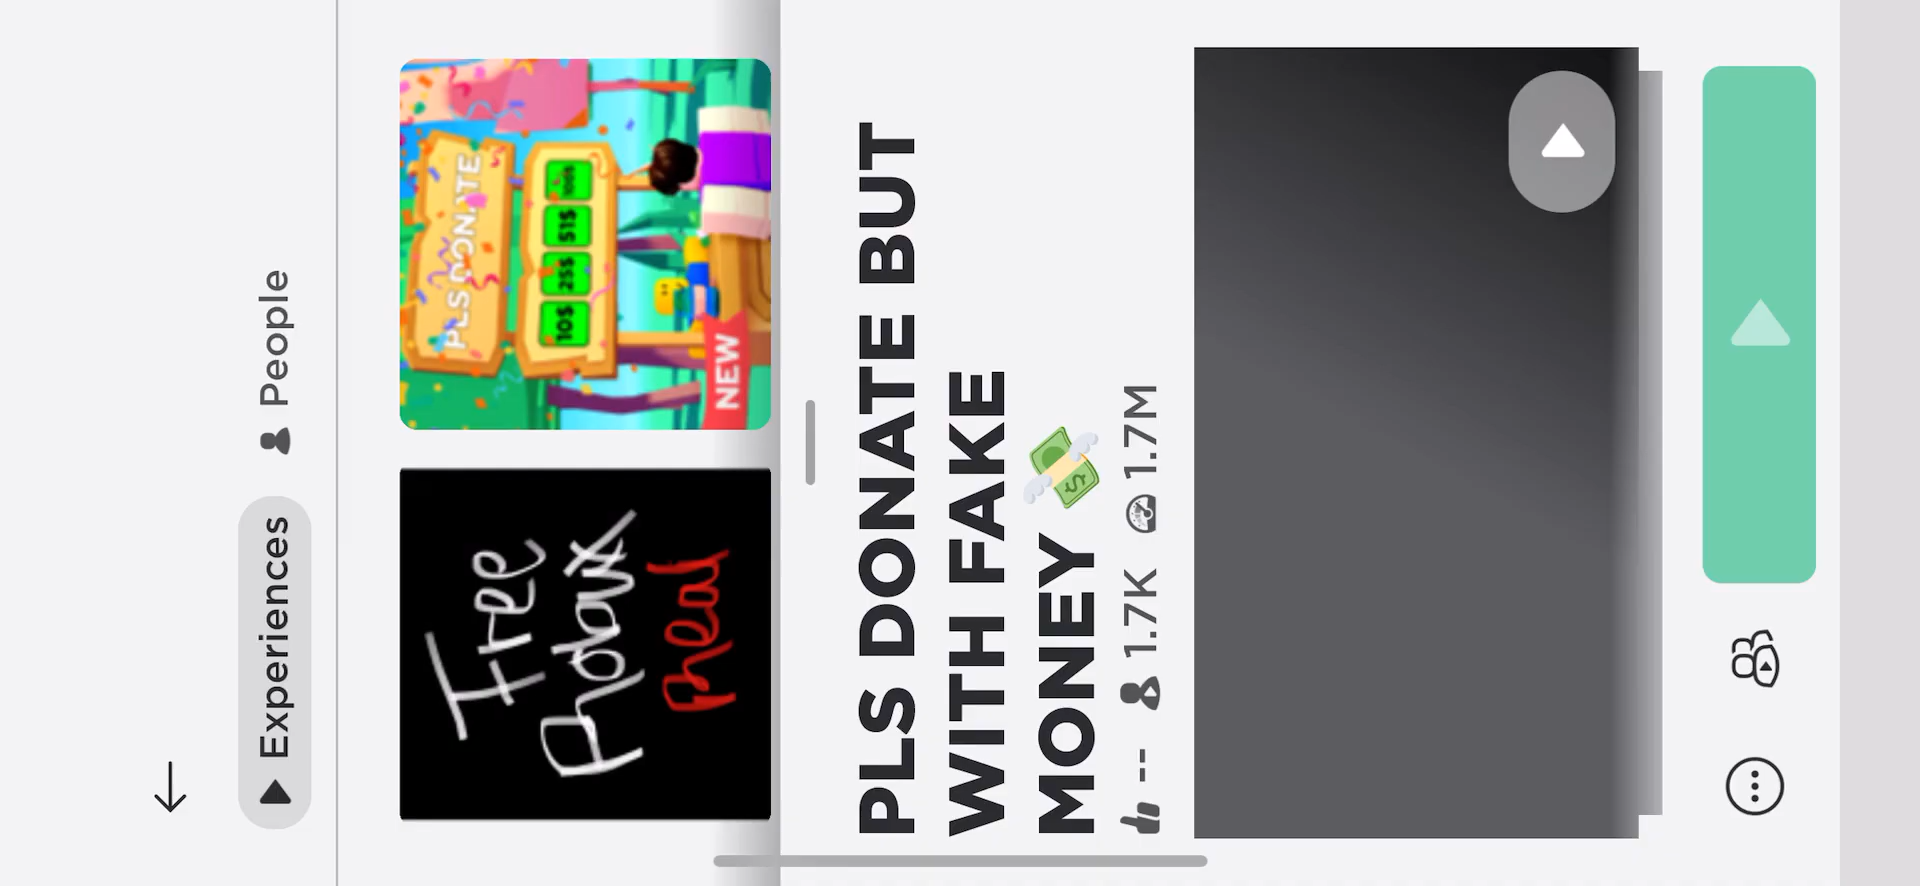 Experiences
People
Free
Robux
Real
PLS DONATE
10$
25$
51$
100$
NEW
PLS DONATE BUT
WITH FAKE
MONEY 💸
-- 1.7K 1.7M